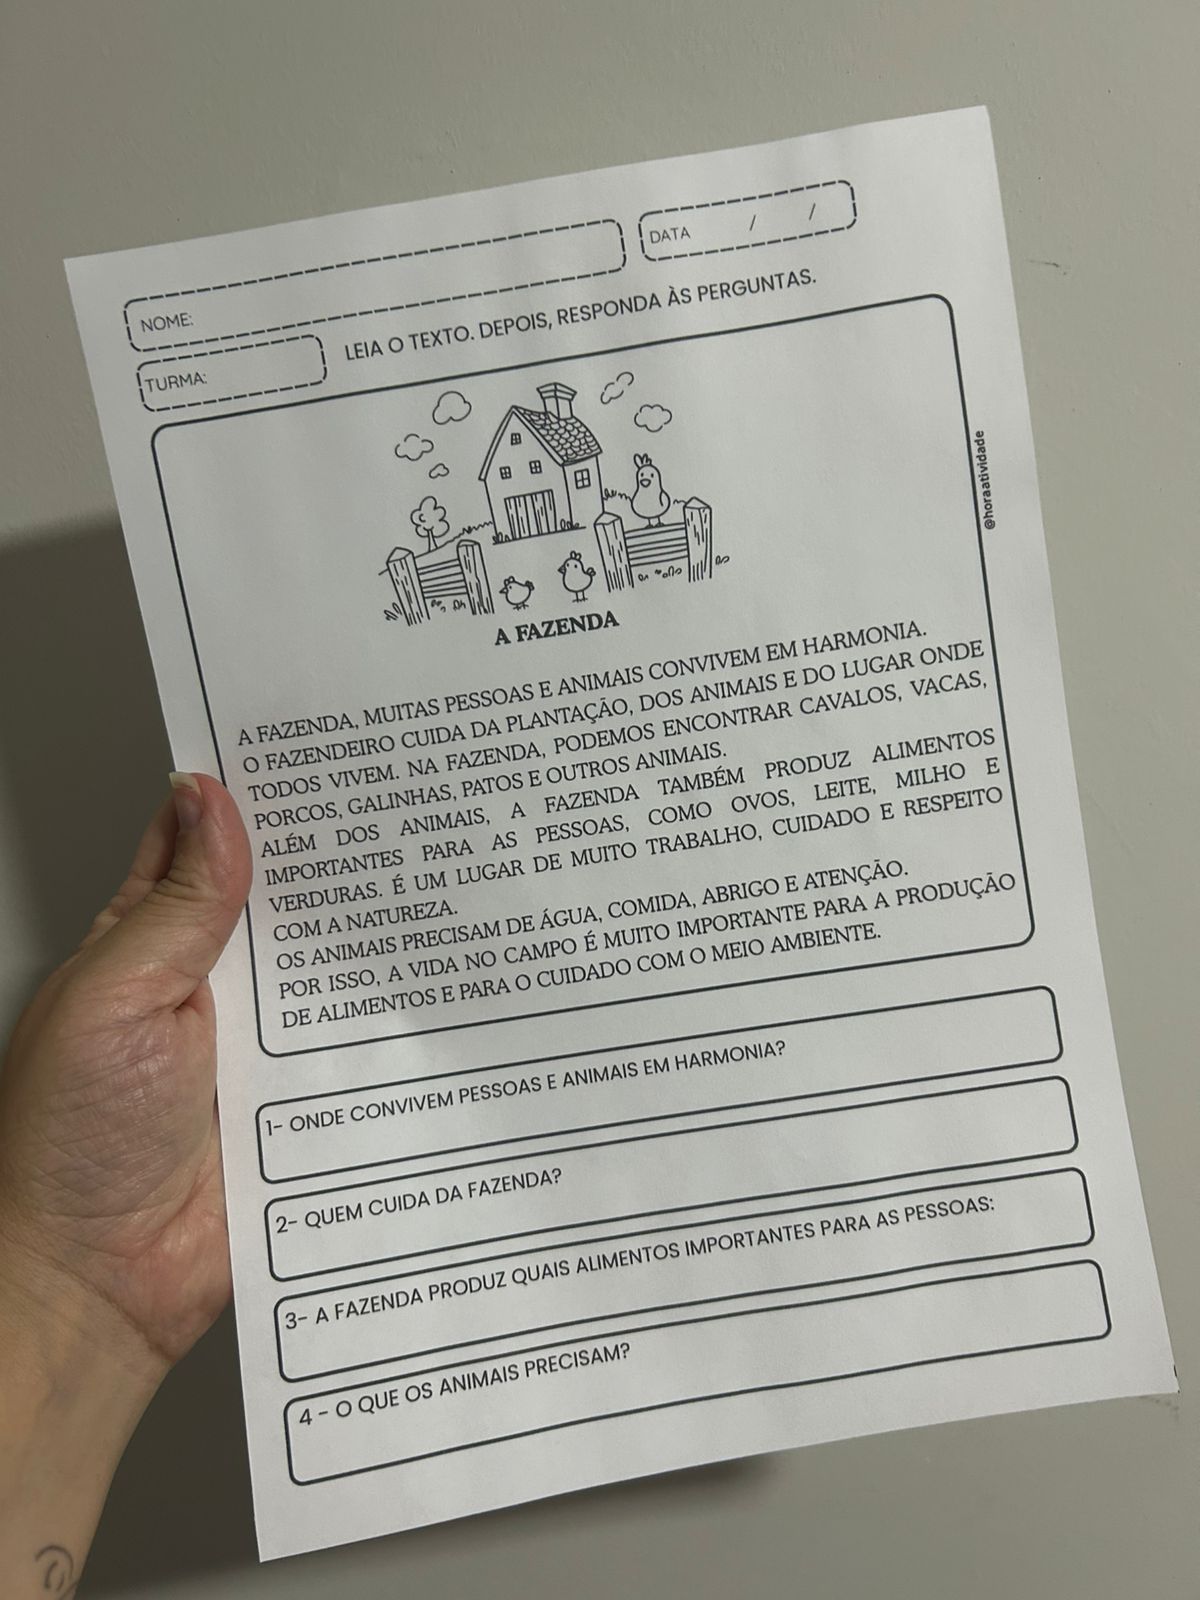 NOME:
DATA / /
TURMA:
LEIA O TEXTO. DEPOIS, RESPONDA ÀS PERGUNTAS.
@horaatividade
A FAZENDA
A FAZENDA, MUITAS PESSOAS E ANIMAIS CONVIVEM EM HARMONIA.
O FAZENDEIRO CUIDA DA PLANTAÇÃO, DOS ANIMAIS E DO LUGAR ONDE
TODOS VIVEM. NA FAZENDA, PODEMOS ENCONTRAR CAVALOS, VACAS,
PORCOS, GALINHAS, PATOS E OUTROS ANIMAIS.
ALÉM DOS ANIMAIS, A FAZENDA TAMBÉM PRODUZ ALIMENTOS
IMPORTANTES PARA AS PESSOAS, COMO OVOS, LEITE, MILHO E
VERDURAS. É UM LUGAR DE MUITO TRABALHO, CUIDADO E RESPEITO
COM A NATUREZA.
OS ANIMAIS PRECISAM DE ÁGUA, COMIDA, ABRIGO E ATENÇÃO.
POR ISSO, A VIDA NO CAMPO É MUITO IMPORTANTE PARA A PRODUÇÃO
DE ALIMENTOS E PARA O CUIDADO COM O MEIO AMBIENTE.
1- ONDE CONVIVEM PESSOAS E ANIMAIS EM HARMONIA?
2- QUEM CUIDA DA FAZENDA?
3- A FAZENDA PRODUZ QUAIS ALIMENTOS IMPORTANTES PARA AS PESSOAS:
4 - O QUE OS ANIMAIS PRECISAM?